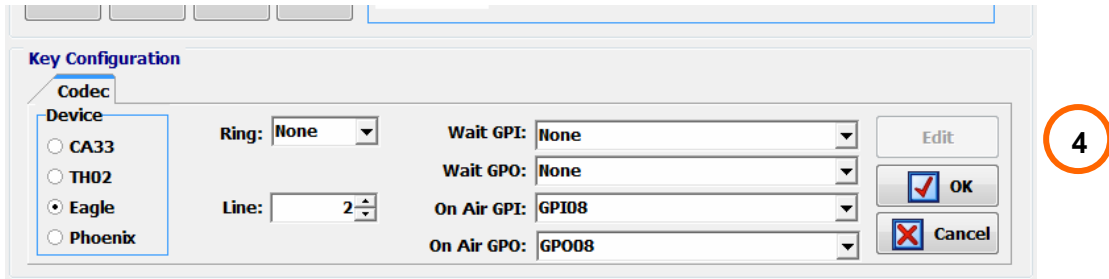 Key Configuration
Codec
Device
CA33
TH02
Eagle
Phoenix
Ring: None
Line: 2
Wait GPI: None
Wait GPO: None
On Air GPI: GPI08
On Air GPO: GPO08
Edit
OK
Cancel
4